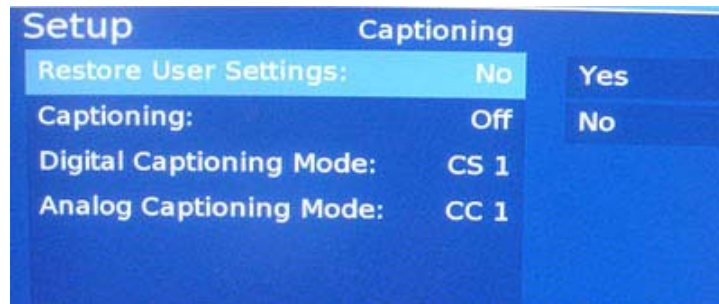 Setup Captioning
Restore User Settings: No Yes
Captioning: Off No
Digital Captioning Mode: CS 1
Analog Captioning Mode: CC 1